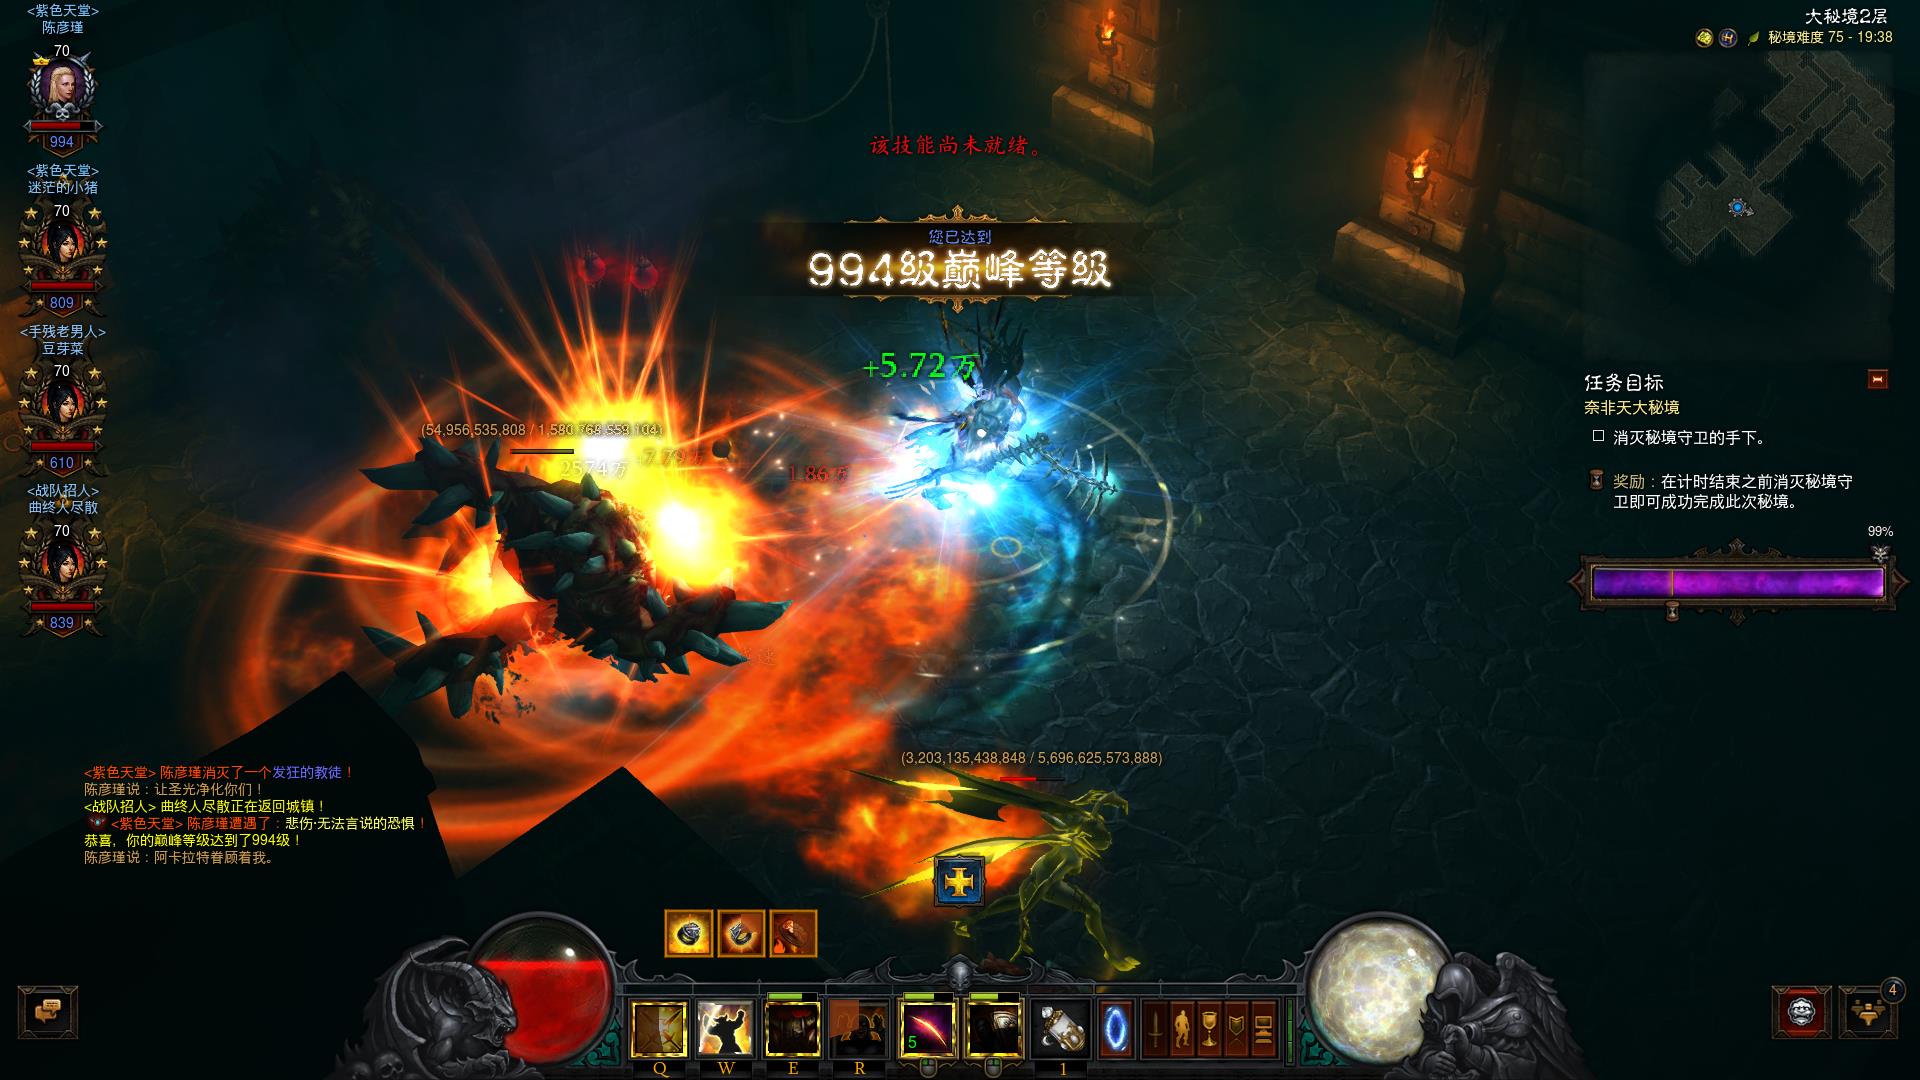 <紫色天堂>
陈彦瑾
70
994
<紫色天堂>
迷茫的小猪
70
809
<手残老男人>
豆芽菜
70
610
<战队招人>
曲终人尽散
70
839
大秘境2层
秘境难度 75 - 19:38
该技能尚未就绪。
您已达到
994级巅峰等级
+5.72万
(54,956,535,808 / 1,580,768,559,104)
2574万
+7.79万
1.86万
任务目标
奈非天大秘境
消灭秘境守卫的手下。
奖励：在计时结束之前消灭秘境守
卫即可成功完成此次秘境。
99%
(3,203,135,438,848 / 5,696,625,573,888)
<紫色天堂> 陈彦瑾消灭了一个发狂的教徒！
陈彦瑾说：让圣光净化你们！
<战队招人> 曲终人尽散正在返回城镇！
<紫色天堂> 陈彦瑾遭遇了：悲伤·无法言说的恐惧！
恭喜，你的巅峰等级达到了994级！
陈彦瑾说：阿卡拉特眷顾着我。
5
Q
W
E
R
1
4